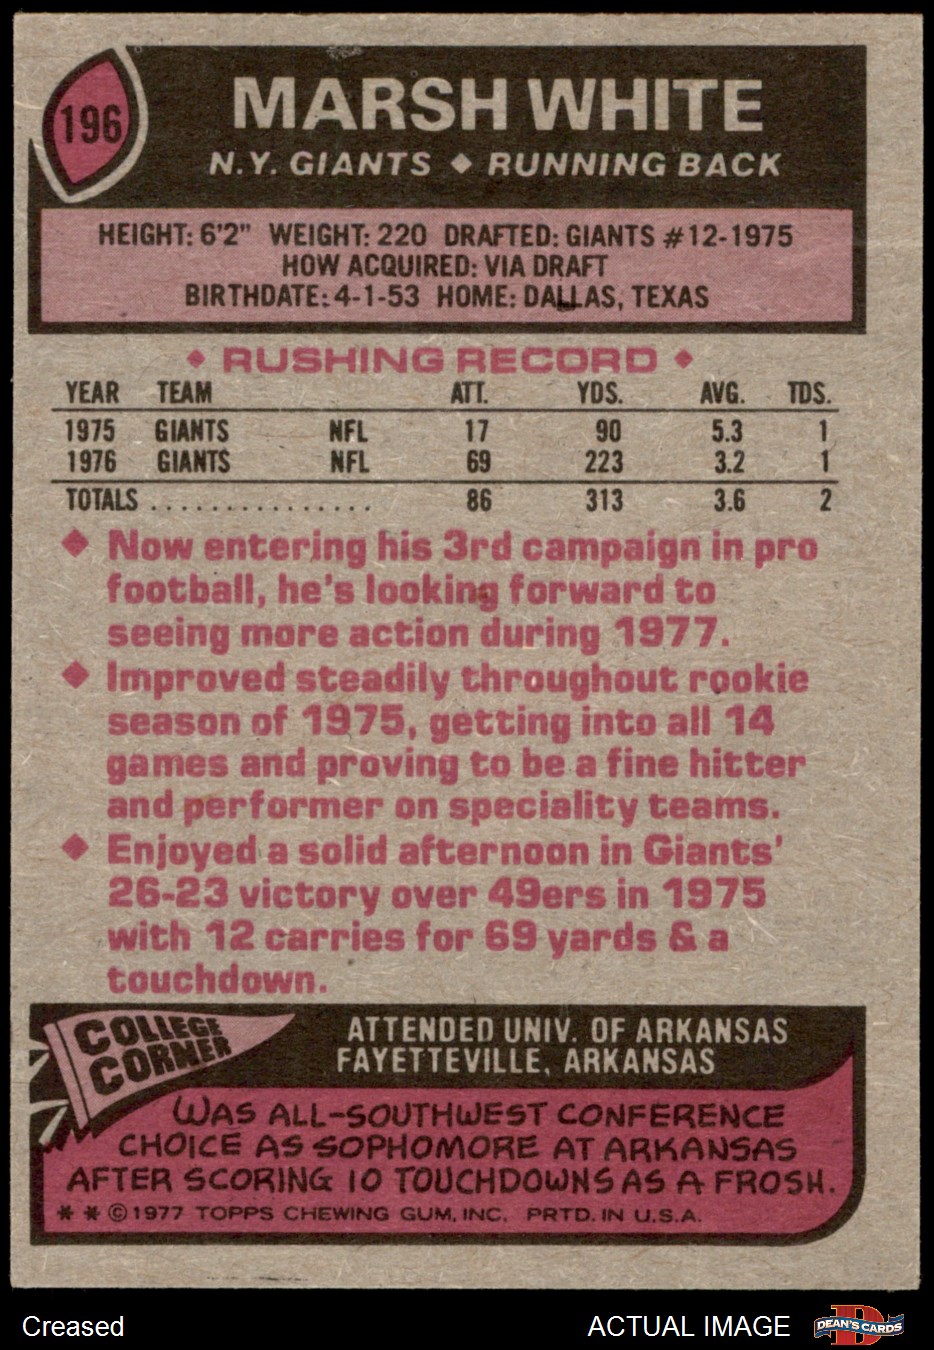 196
MARSH WHITE
N.Y. GIANTS ◆ RUNNING BACK
HEIGHT: 6'2" WEIGHT: 220 DRAFTED: GIANTS #12-1975
HOW ACQUIRED: VIA DRAFT
BIRTHDATE: 4-1-53 HOME: DALLAS, TEXAS
◆ RUSHING RECORD ◆
YEAR TEAM ATT. YDS. AVG. TDS.
1975 GIANTS NFL 17 90 5.3 1
1976 GIANTS NFL 69 223 3.2 1
TOTALS ............... 86 313 3.6 2
◆ Now entering his 3rd campaign in pro
football, he's looking forward to
seeing more action during 1977.
◆ Improved steadily throughout rookie
season of 1975, getting into all 14
games and proving to be a fine hitter
and performer on speciality teams.
◆ Enjoyed a solid afternoon in Giants'
26-23 victory over 49ers in 1975
with 12 carries for 69 yards & a
touchdown.
COLLEGE
CORNER
ATTENDED UNIV. OF ARKANSAS
FAYETTEVILLE, ARKANSAS
WAS ALL-SOUTHWEST CONFERENCE
CHOICE AS SOPHOMORE AT ARKANSAS
AFTER SCORING 10 TOUCHDOWNS AS A FROSH.
* * © 1977 TOPPS CHEWING GUM, INC. PRTD. IN U.S.A.
Creased
ACTUAL IMAGE
D
DEAN'S CARDS